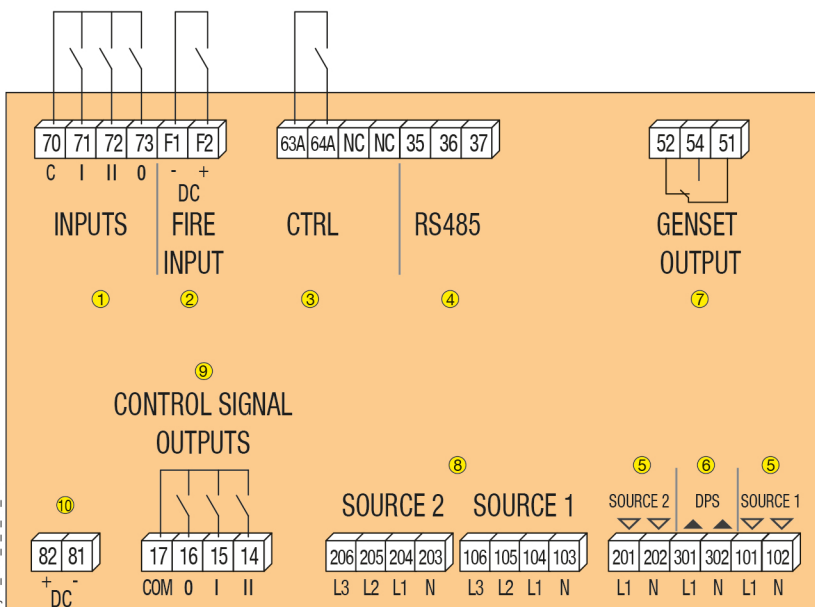 70 71 72 73 F1 F2 63A 64A NC NC 35 36 37 52 54 51
C I II 0 - +
DC
INPUTS FIRE INPUT CTRL RS485 GENSET OUTPUT
1 2 3 4 7
9
CONTROL SIGNAL
OUTPUTS
8 5 6 5
10
SOURCE 2 SOURCE 1 SOURCE 2 DPS SOURCE 1
82 81 17 16 15 14 206 205 204 203 106 105 104 103 201 202 301 302 101 102
+ - COM 0 I II L3 L2 L1 N L3 L2 L1 N L1 N L1 N L1 N
DC